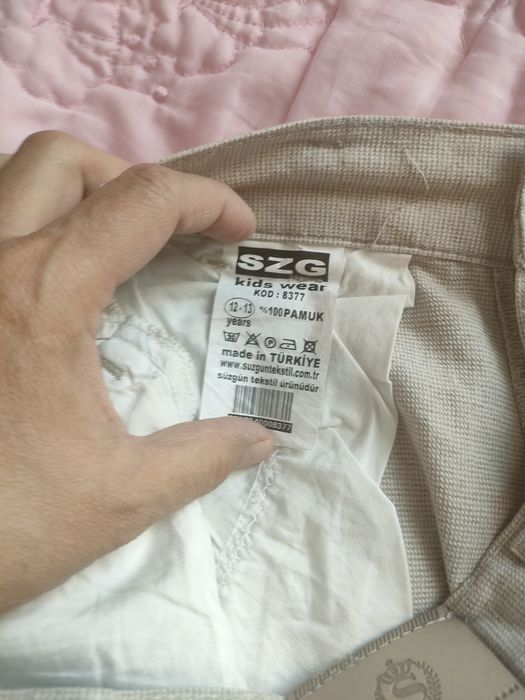 SZG
kids wear
KOD : 8377
12 - 13 %100PAMUK
years
made in TÜRKİYE
www.suzguntekstil.com.tr
süzgün tekstil ürünüdür